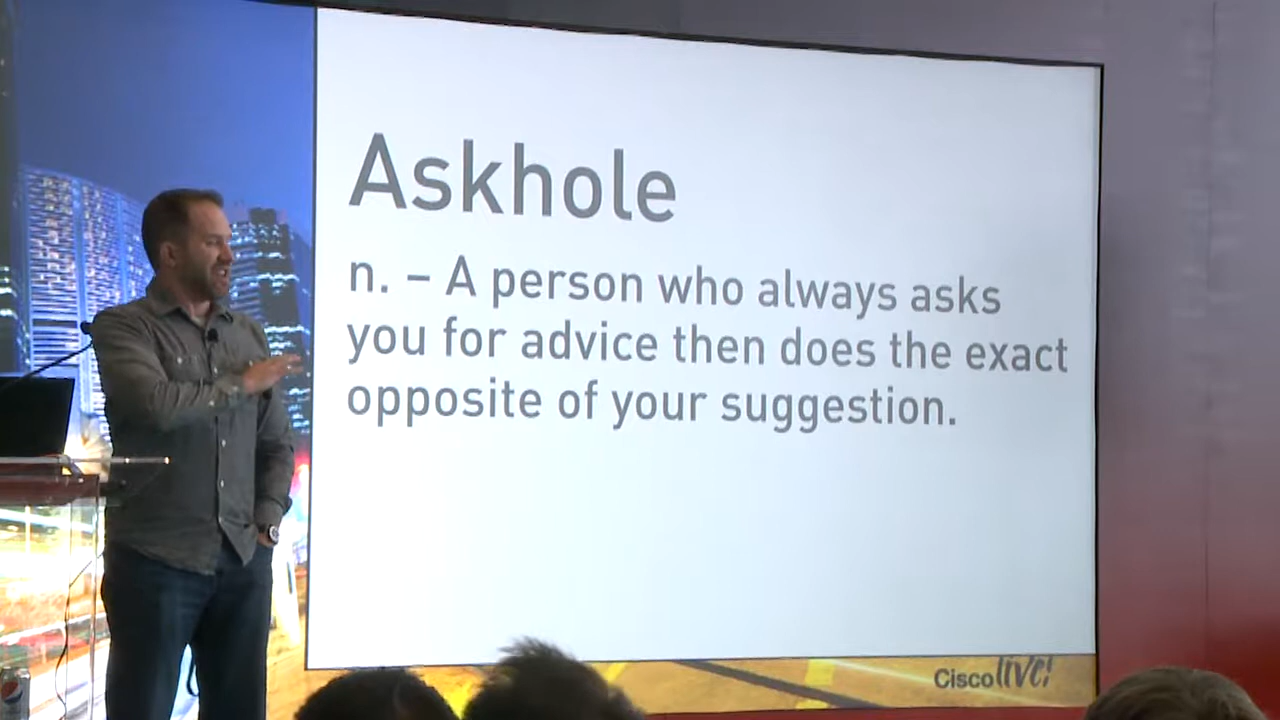 Askhole
n. – A person who always asks
you for advice then does the exact
opposite of your suggestion.
Cisco live!